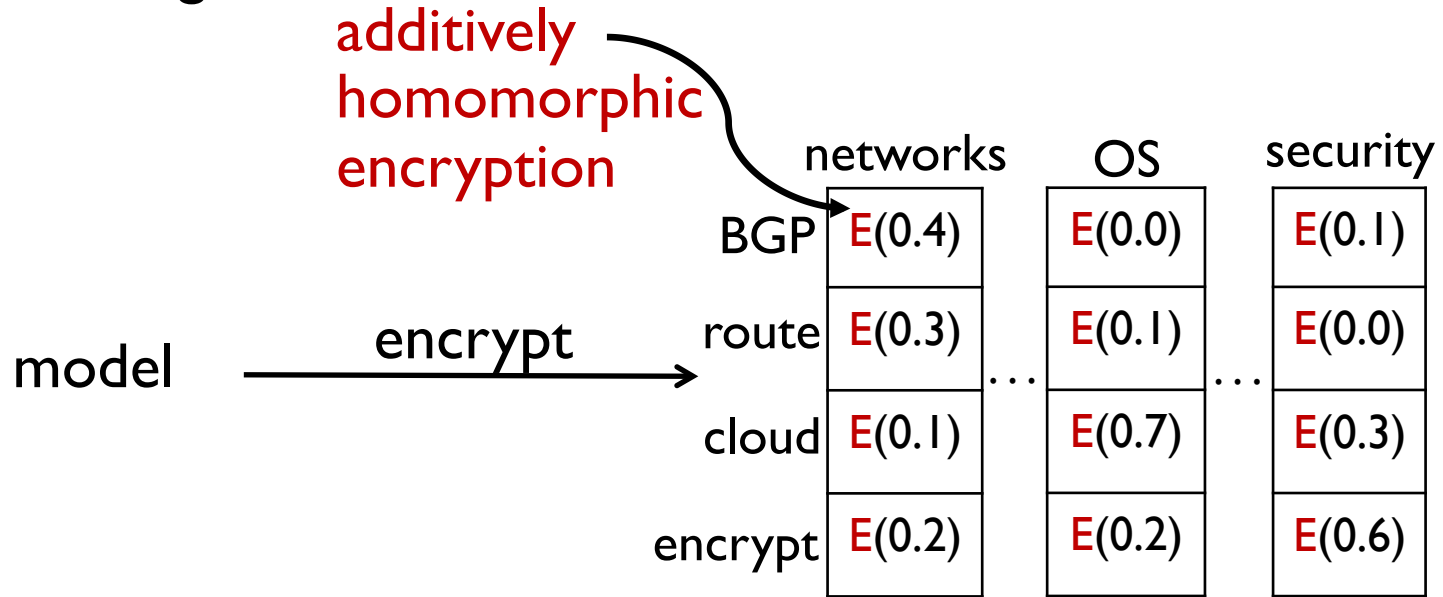 additively
homomorphic
encryption
networks OS security
BGP E(0.4) E(0.0) E(0.1)
model encrypt route E(0.3) ... E(0.1) ... E(0.0)
cloud E(0.1) E(0.7) E(0.3)
encrypt E(0.2) E(0.2) E(0.6)